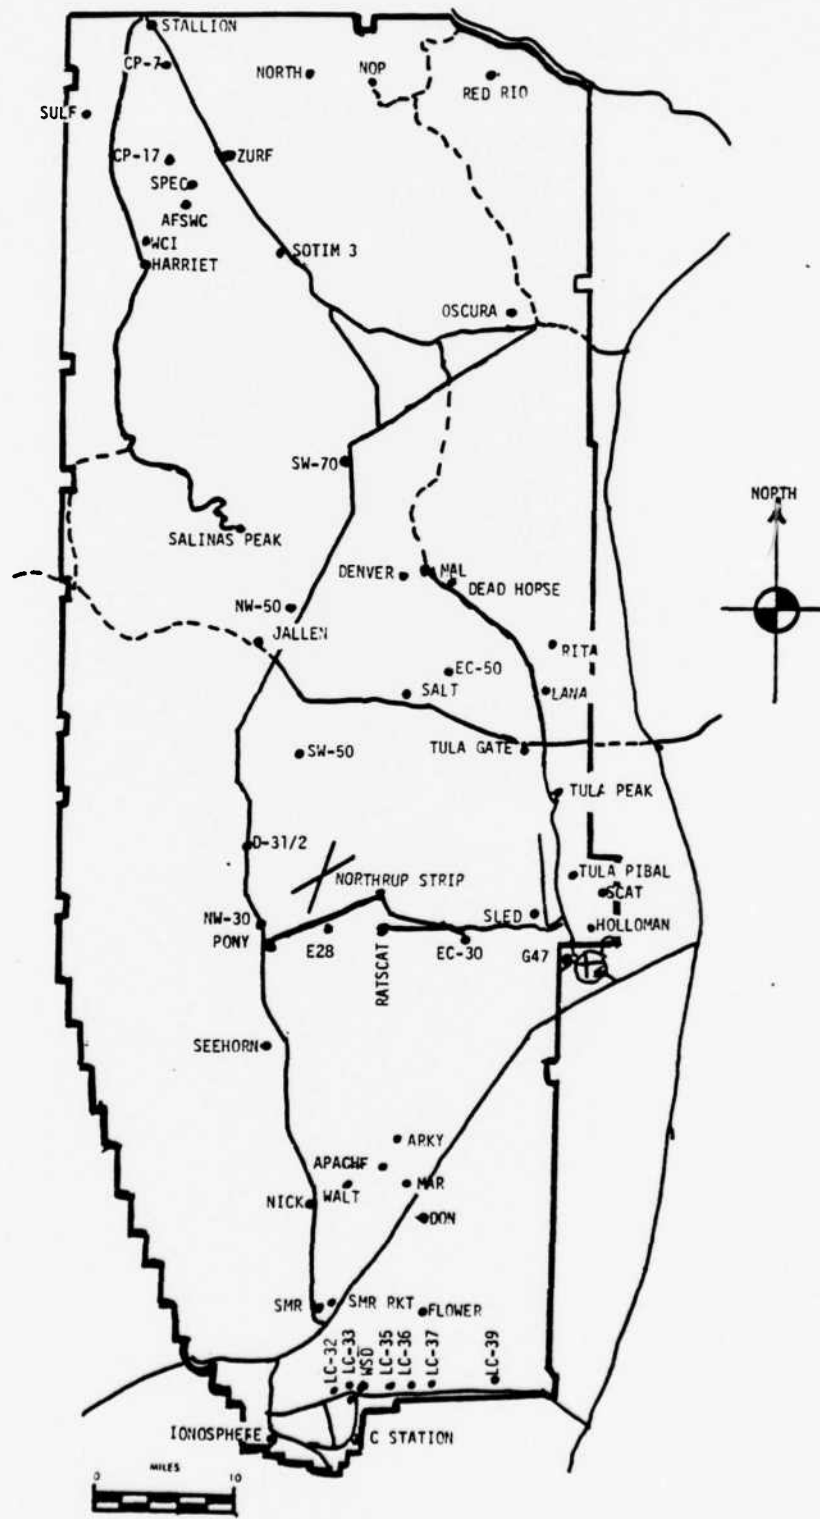 STALLION
CP-7
NORTH
NOP
RED RIO
SULF
CP-17
ZURF
SPEC
AFSWC
WCI
HARRIET
SOTIM 3
OSCURA
SW-70
NORTH
SALINAS PEAK
DENVER
MAL
DEAD HORSE
NW-50
JALLEN
RITA
EC-50
SALT
LANA
TULA GATE
SW-50
TULA PEAK
D-31/2
NORTHRUP STRIP
TULA PIBAL
SCAT
NW-30
SLED
HOLLOMAN
PONY
E28
RATSCAT
EC-30
G47
SEEHORN
ARKY
APACHE
WALT
MAR
NICK
DON
SMR
SMR RKT
FLOWER
LC-32
LC-33
WSD
LC-35
LC-36
LC-37
LC-39
IONOSPHERE
C STATION
MILES
0 10